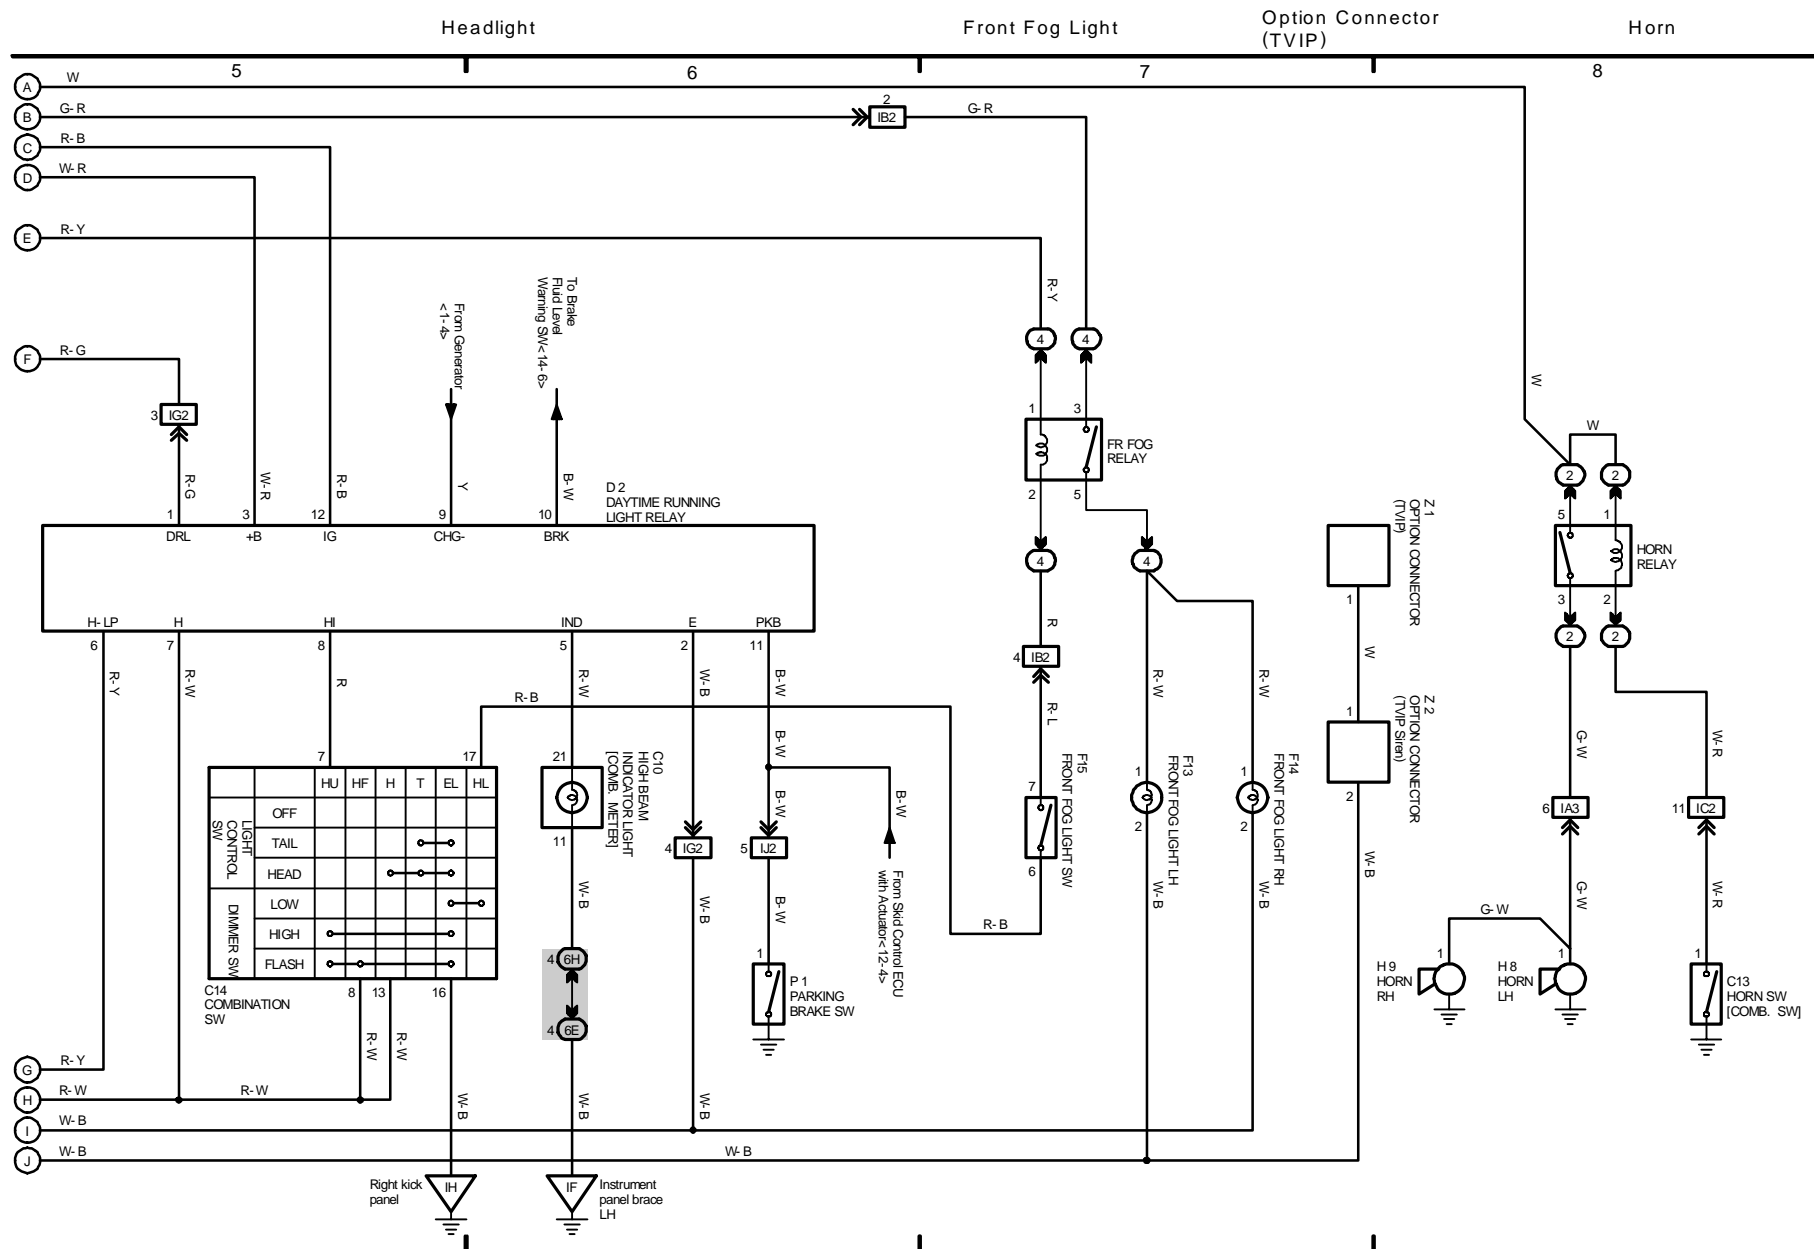 Headlight
Front Fog Light
Option Connector
(TVIP)
Horn
5
6
7
8
A
W
B
G-R
2
IB2
G-R
C
R-B
D
W-R
E
R-Y
F
R-G
3
IG2
R-G
W-R
R-B
From Generator
<1-4>
Y
To Brake
Fluid Level
Warning SW<14-6>
B-W
D 2
DAYTIME RUNNING
LIGHT RELAY
1
3
12
9
10
DRL
+B
IG
CHG-
BRK
H-LP
H
HI
IND
E
PKB
6
7
8
5
2
11
R-Y
R-W
R
R-W
W-B
B-W
R-B
R-Y
4
4
1
3
FR FOG
RELAY
2
5
4
4
R
4
IB2
R-L
7
6
F15
FRONT FOG LIGHT SW
R-B
R-W
1
2
F13
FRONT FOG LIGHT LH
W-B
R-W
1
2
F14
FRONT FOG LIGHT RH
W-B
Z 1
OPTION CONNECTOR
(TVIP)
1
W
1
Z 2
OPTION CONNECTOR
(TVIP Siren)
2
W-B
W
W
2
2
5
1
HORN
RELAY
3
2
2
2
G-W
W-R
6
IA3
11
IC2
G-W
W-R
G-W
1
H 9
HORN
RH
1
H 8
HORN
LH
1
C13
HORN SW
[COMB. SW]
7
17
HU
HF
H
T
EL
HL
LIGHT
CONTROL
SW
OFF
TAIL
HEAD
DIMMER SW
LOW
HIGH
FLASH
C14
COMBINATION
SW
8
13
16
R-W
R-W
W-B
21
C10
HIGH BEAM
INDICATOR LIGHT
[COMB. METER]
11
W-B
4
6H
4
6E
W-B
4
IG2
W-B
W-B
B-W
B-W
5
IJ2
B-W
1
P 1
PARKING
BRAKE SW
B-W
From Skid Control ECU
with Actuator<12-4>
G
R-Y
H
R-W
R-W
I
W-B
J
W-B
W-B
Right kick
panel
IH
IF
Instrument
panel brace
LH